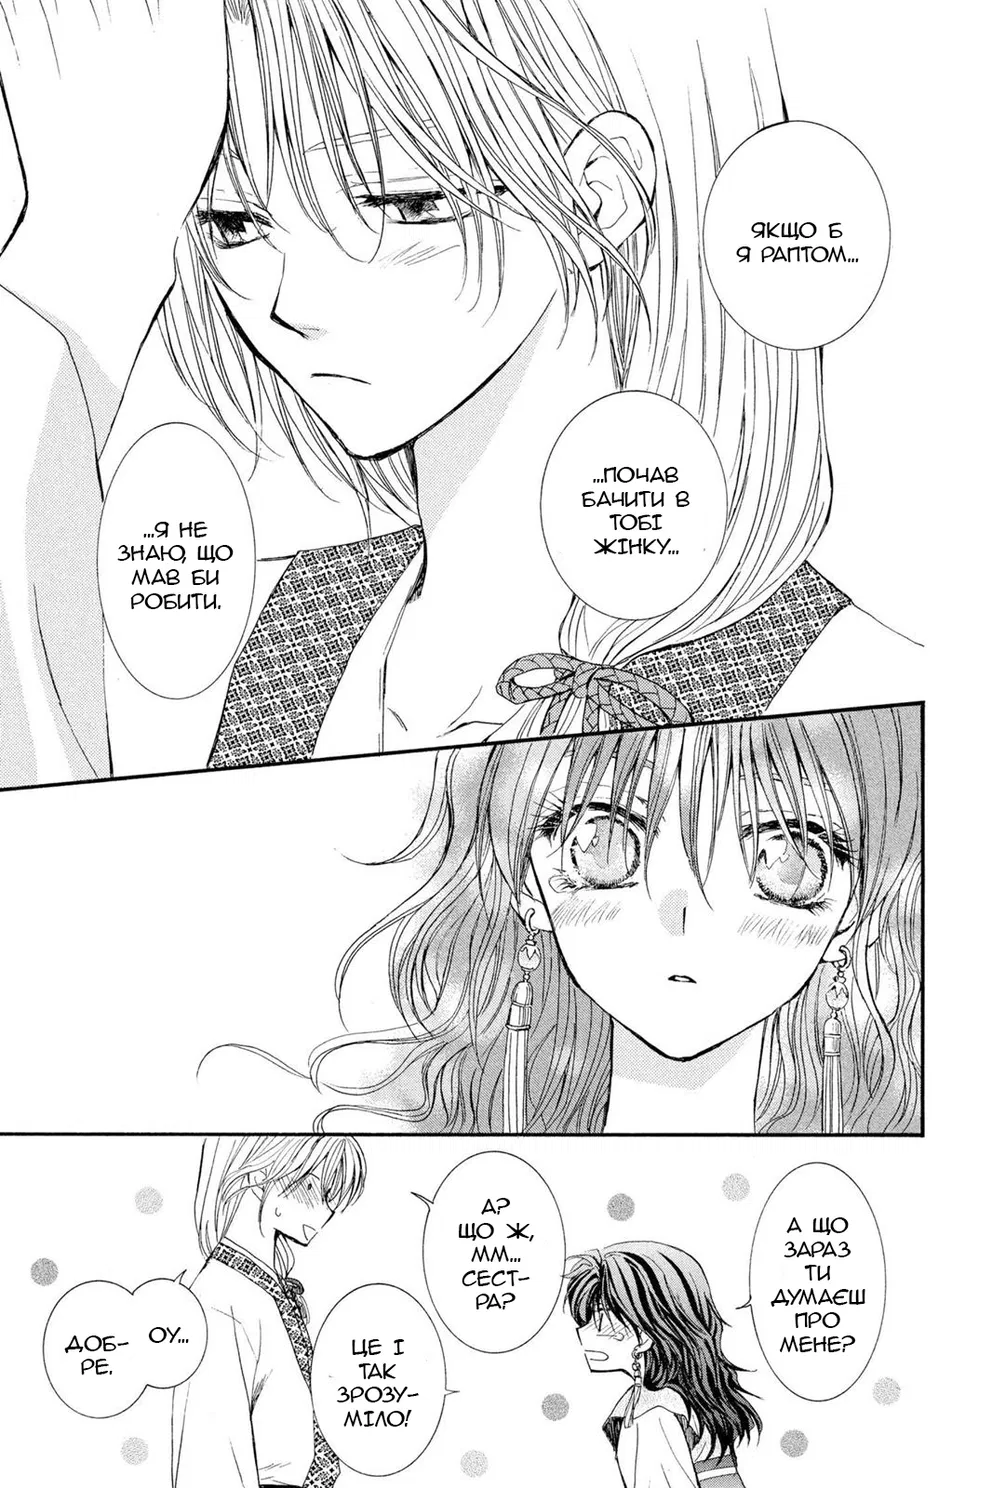 ЯКЩО Б
Я РАПТОМ...
...ПОЧАВ
БАЧИТИ В
ТОБІ
ЖІНКУ...
...Я НЕ
ЗНАЮ, ЩО
МАВ БИ
РОБИТИ.
А ЩО
ЗАРАЗ
ТИ
ДУМАЄШ
ПРО
МЕНЕ?
А?
ЩО Ж,
ММ...
СЕСТ-
РА?
ЦЕ І
ТАК
ЗРОЗУ-
МІЛО!
ОУ...
ДОБ-
РЕ.